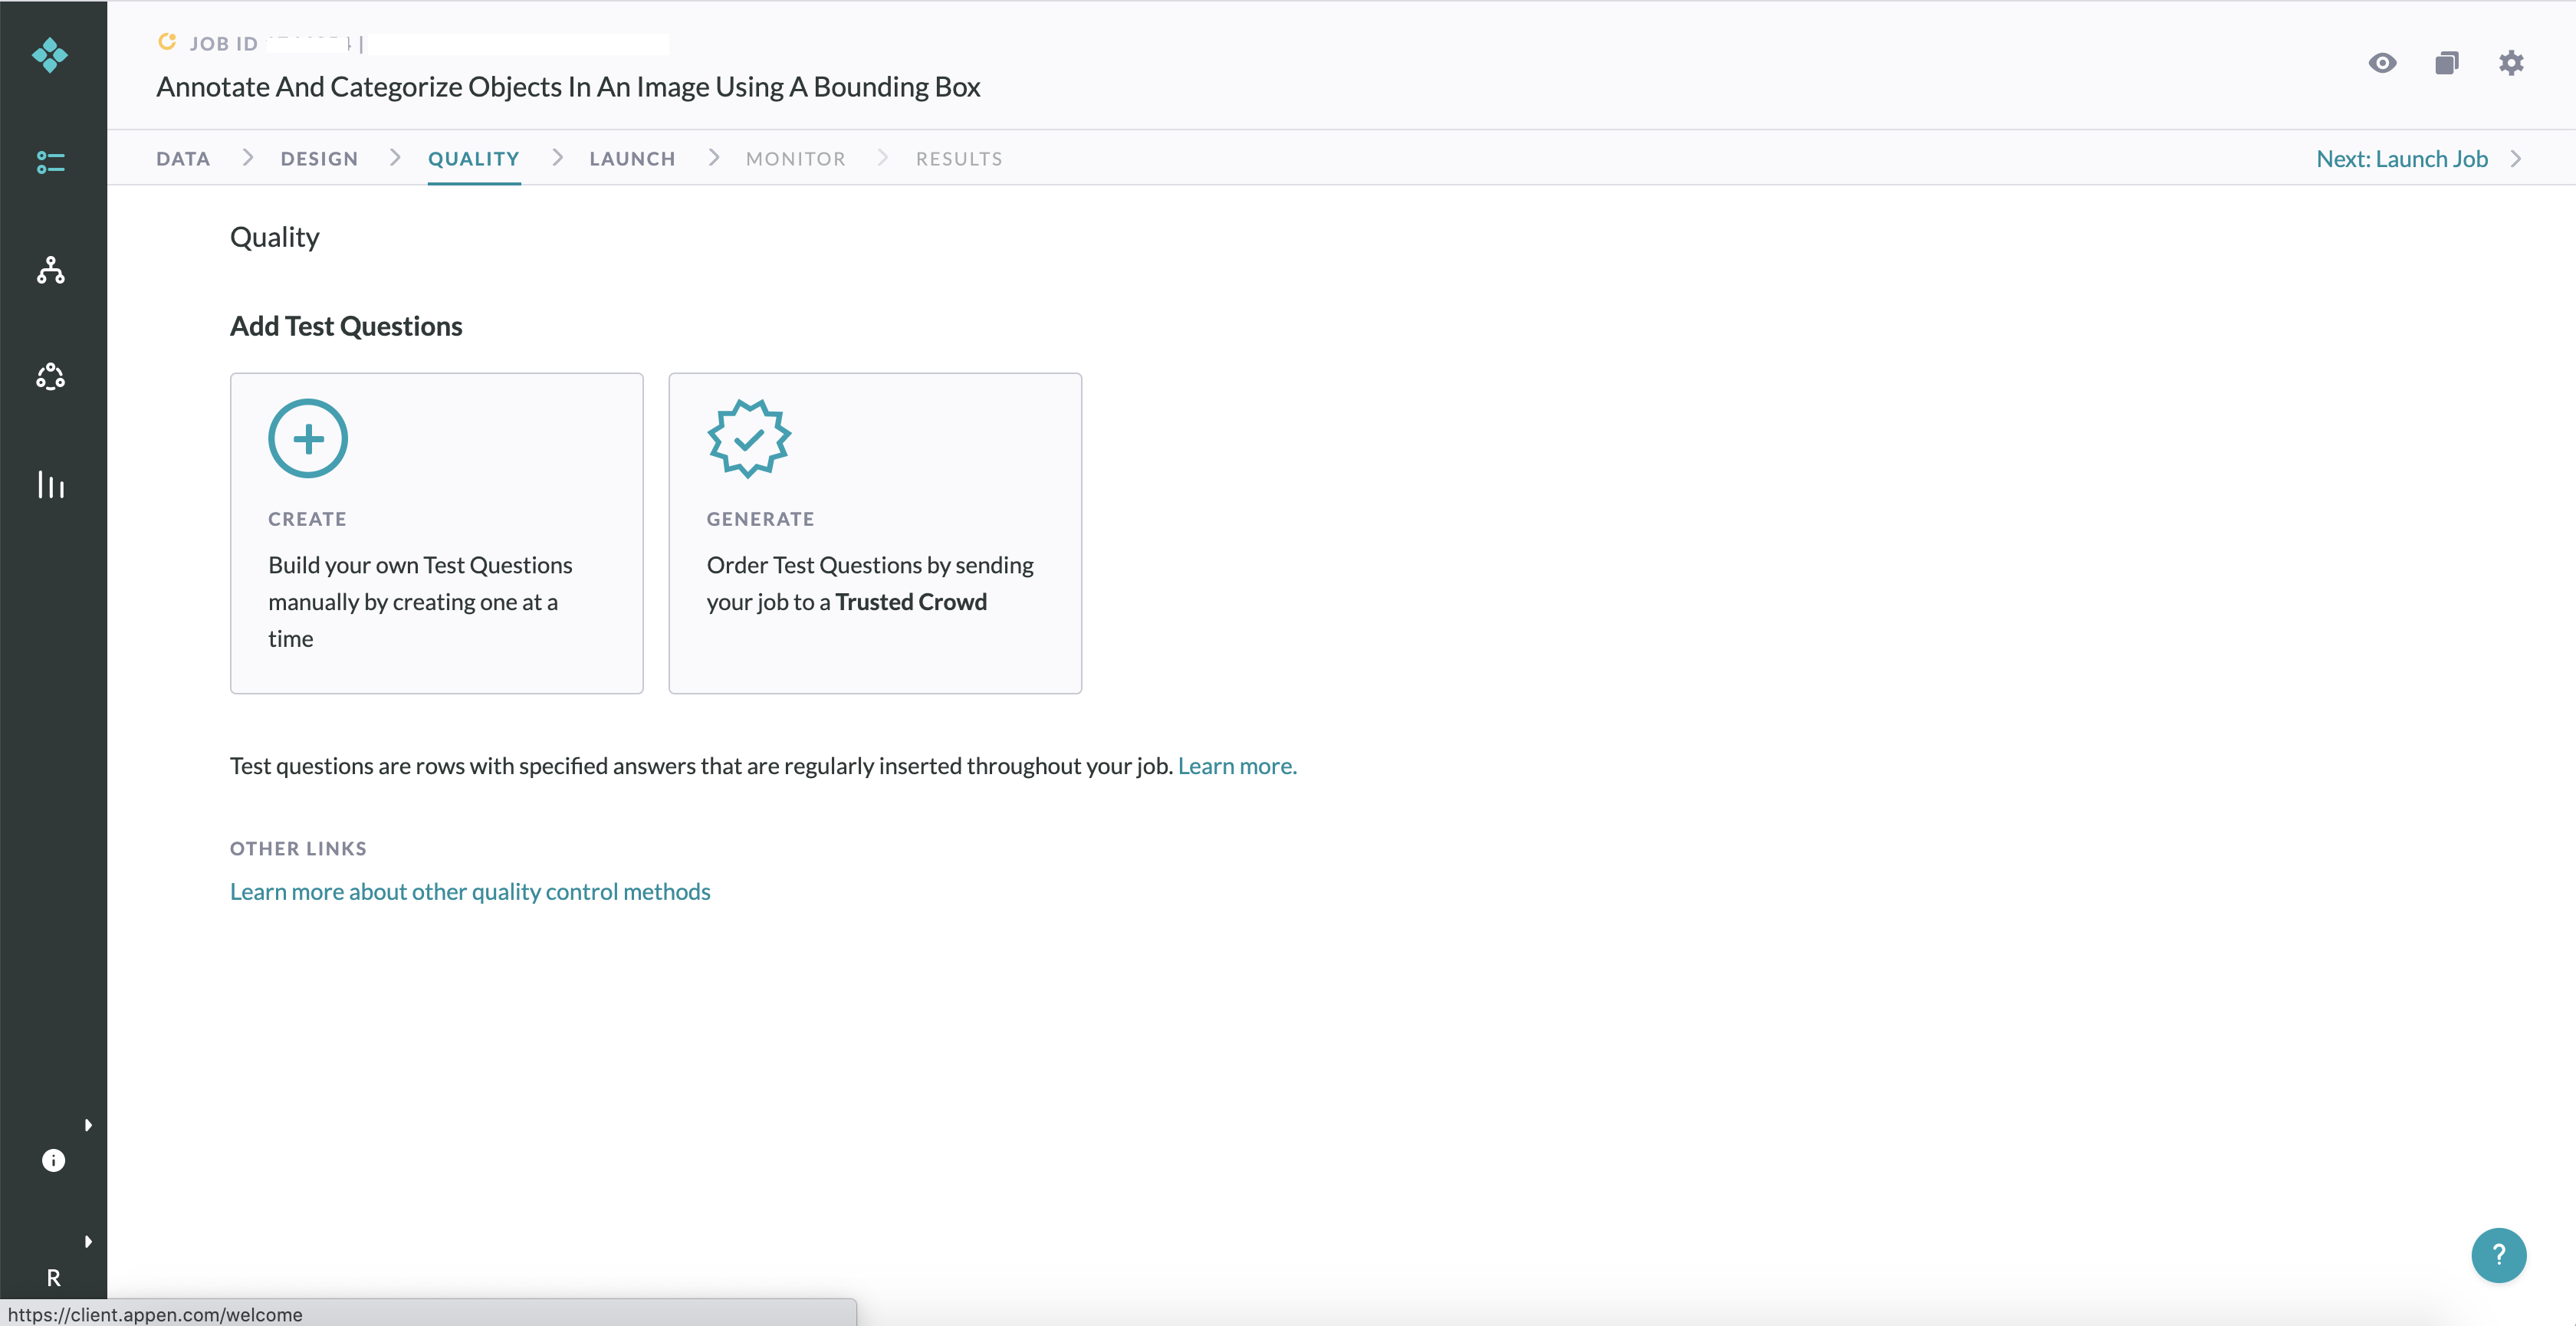 JOB ID |
Annotate And Categorize Objects In An Image Using A Bounding Box
DATA DESIGN QUALITY LAUNCH MONITOR RESULTS Next: Launch Job
Quality
Add Test Questions
CREATE
Build your own Test Questions
manually by creating one at a
time
GENERATE
Order Test Questions by sending
your job to a Trusted Crowd
Test questions are rows with specified answers that are regularly inserted throughout your job. Learn more.
OTHER LINKS
Learn more about other quality control methods
?
R
https://client.appen.com/welcome